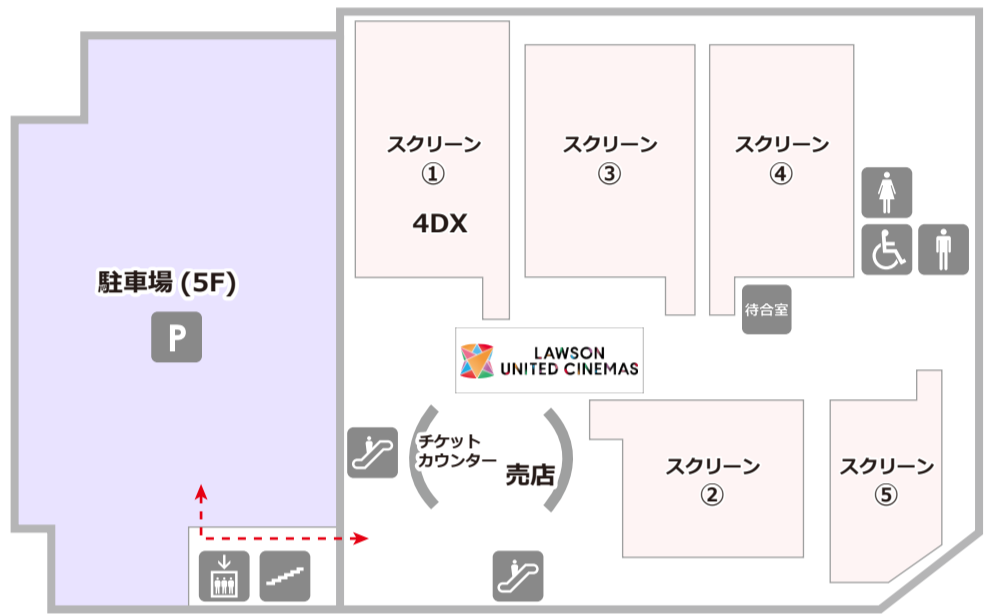 スクリーン
①
4DX
スクリーン
③
スクリーン
④
駐車場 (5F)
P
待合室
LAWSON
UNITED CINEMAS
チケット
カウンター
売店
スクリーン
②
スクリーン
⑤